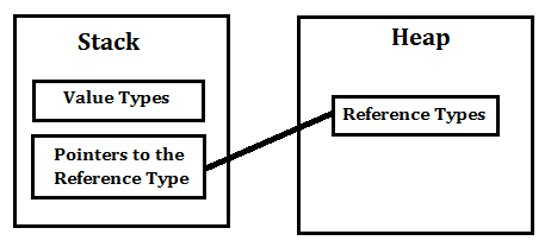 Stack
Value Types
Pointers to the
Reference Type
Heap
Reference Types